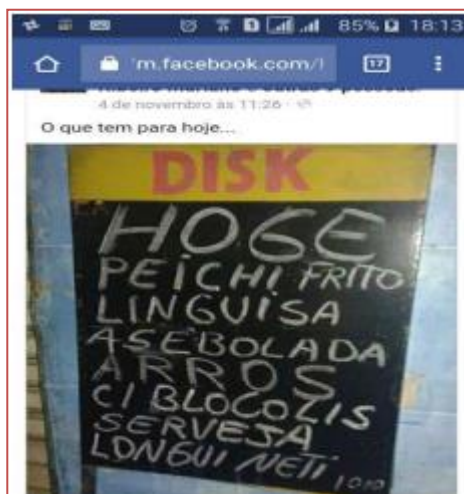 85% 18:13
'm.facebook.com/l 17
4 de novembro às 11:26 ·
O que tem para hoje...
DISK
HOGE
PEICHI FRITO
LINGUISA
ASEBOLADA
ARROS
CI BLOCOLIS
SERVEJA
LONGUI NETI